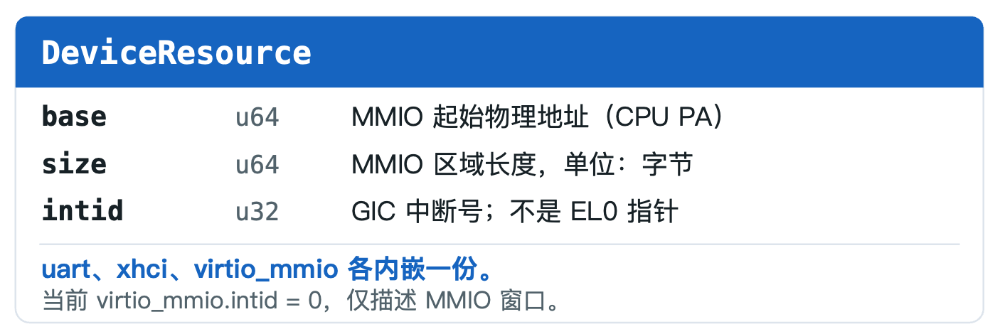 DeviceResource
base u64 MMIO 起始物理地址（CPU PA）
size u64 MMIO 区域长度，单位：字节
intid u32 GIC 中断号；不是 EL0 指针
uart、xhci、virtio_mmio 各内嵌一份。
当前 virtio_mmio.intid = 0，仅描述 MMIO 窗口。